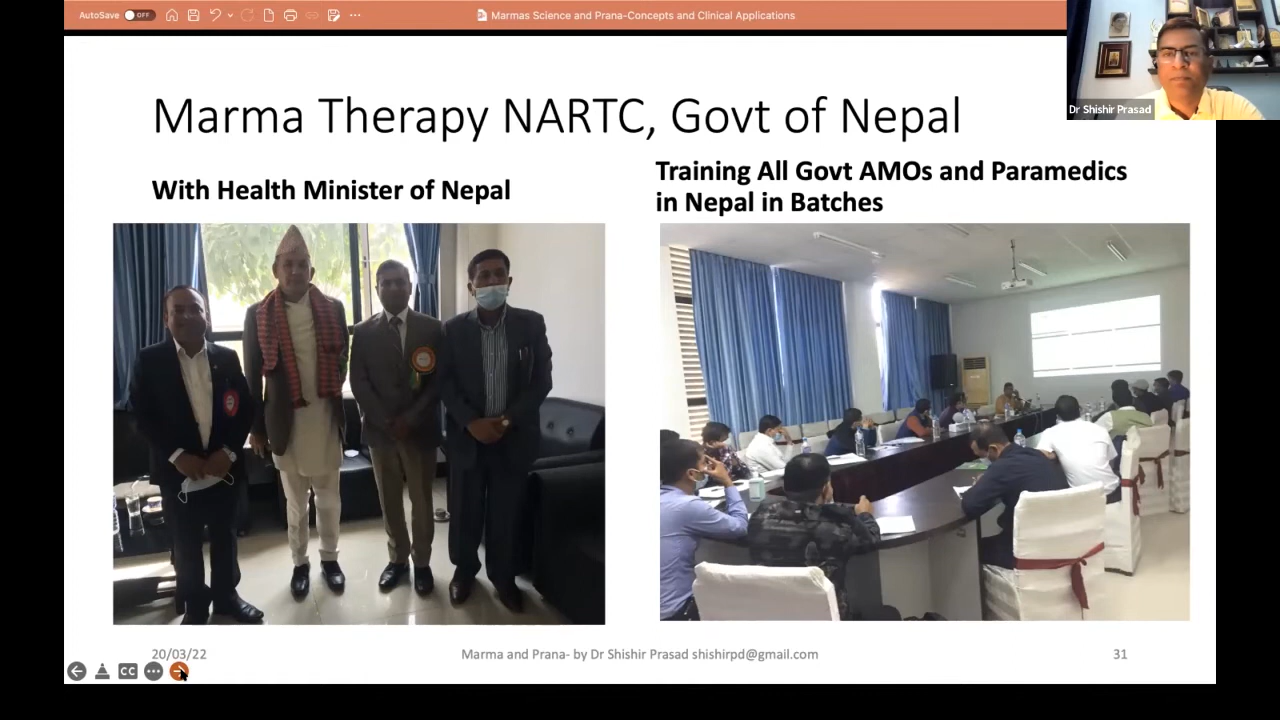 AutoSave OFF
Marmas Science and Prana-Concepts and Clinical Applications
Dr Shishir Prasad
Marma Therapy NARTC, Govt of Nepal
With Health Minister of Nepal
Training All Govt AMOs and Paramedics
in Nepal in Batches
20/03/22
Marma and Prana- by Dr Shishir Prasad shishirpd@gmail.com
31
CC